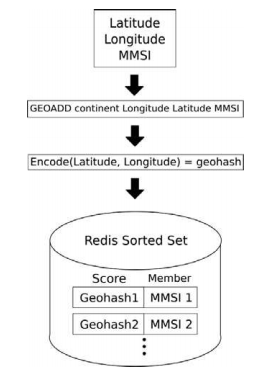 Latitude
Longitude
MMSI
GEOADD continent Longitude Latitude MMSI
Encode(Latitude, Longitude) = geohash
Redis Sorted Set
Score Member
Geohash1 MMSI 1
Geohash2 MMSI 2